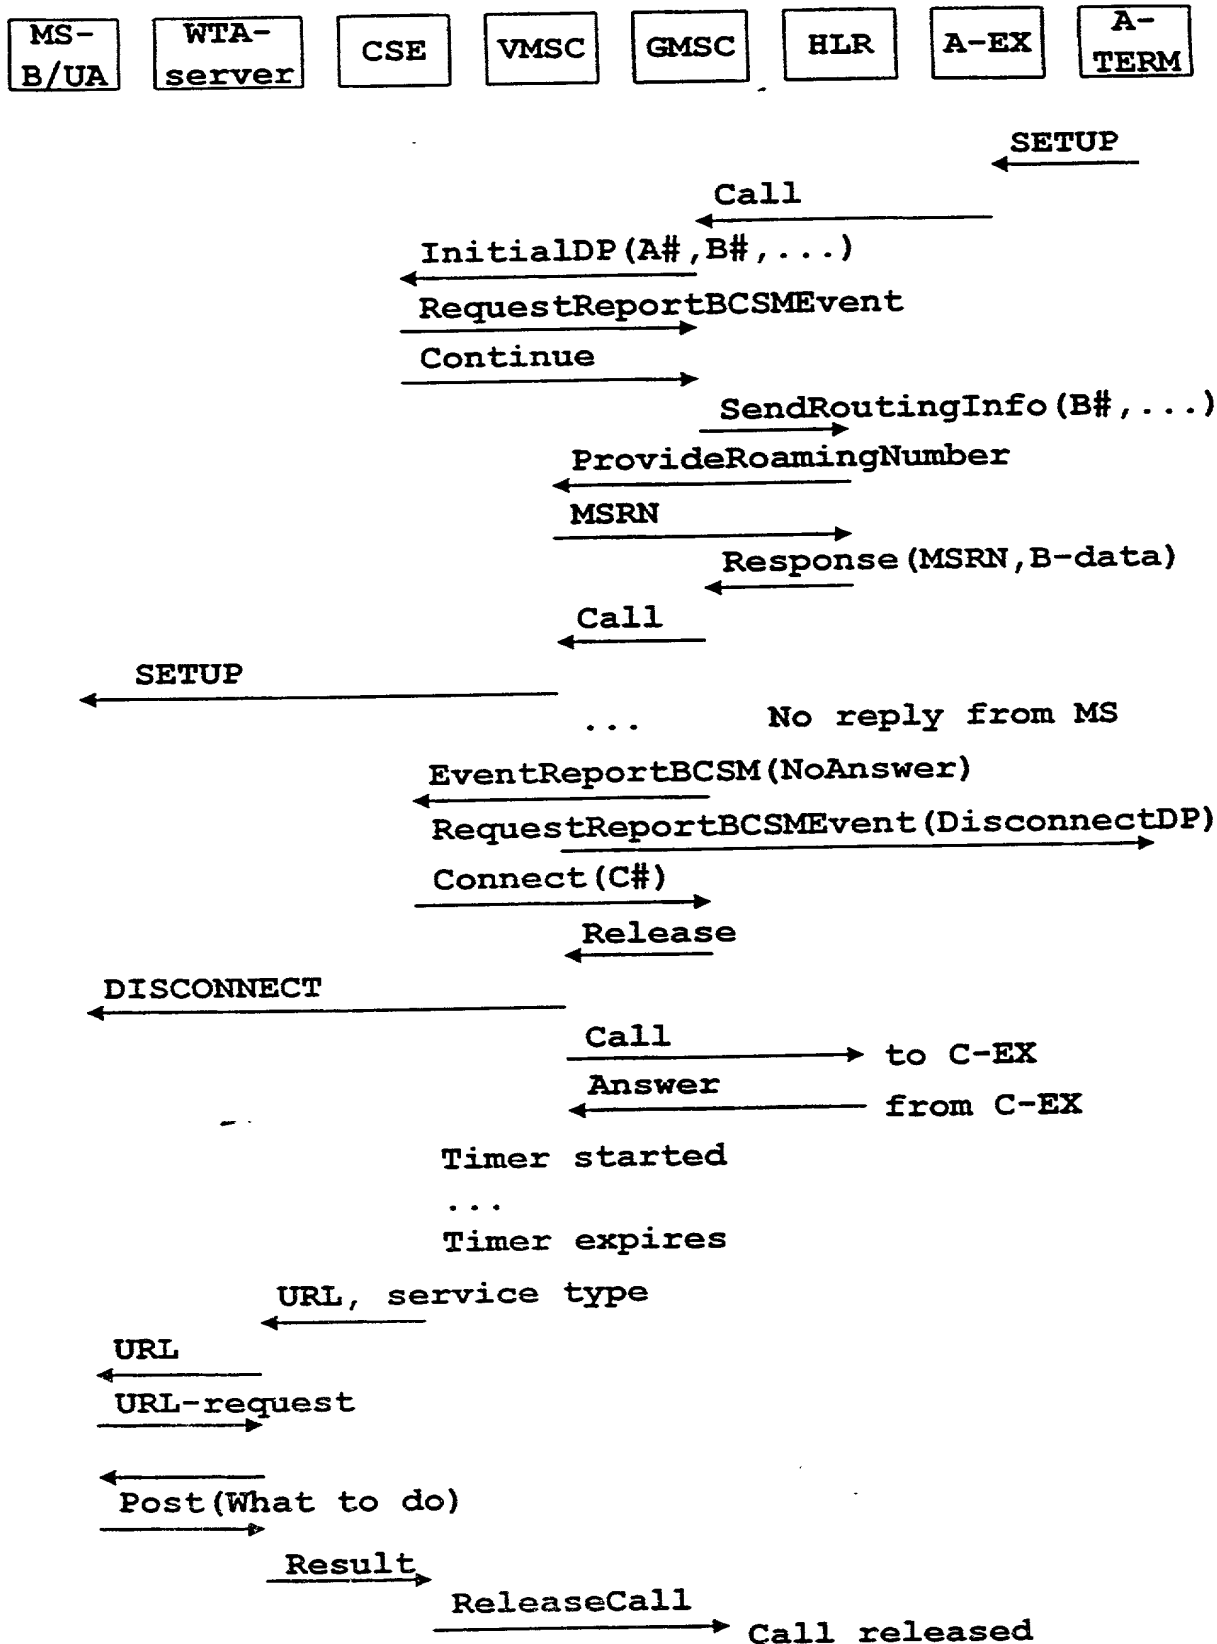 MS-
B/UA
WTA-
server
CSE
VMSC
GMSC
HLR
A-EX
A-
TERM
SETUP
Call
InitialDP(A#,B#,...)
RequestReportBCSMEvent
Continue
SendRoutingInfo(B#,...)
ProvideRoamingNumber
MSRN
Response(MSRN,B-data)
Call
SETUP
... No reply from MS
EventReportBCSM(NoAnswer)
RequestReportBCSMEvent(DisconnectDP)
Connect(C#)
Release
DISCONNECT
Call
to C-EX
Answer
from C-EX
Timer started
...
Timer expires
URL, service type
URL
URL-request
Post(What to do)
Result
ReleaseCall
Call released